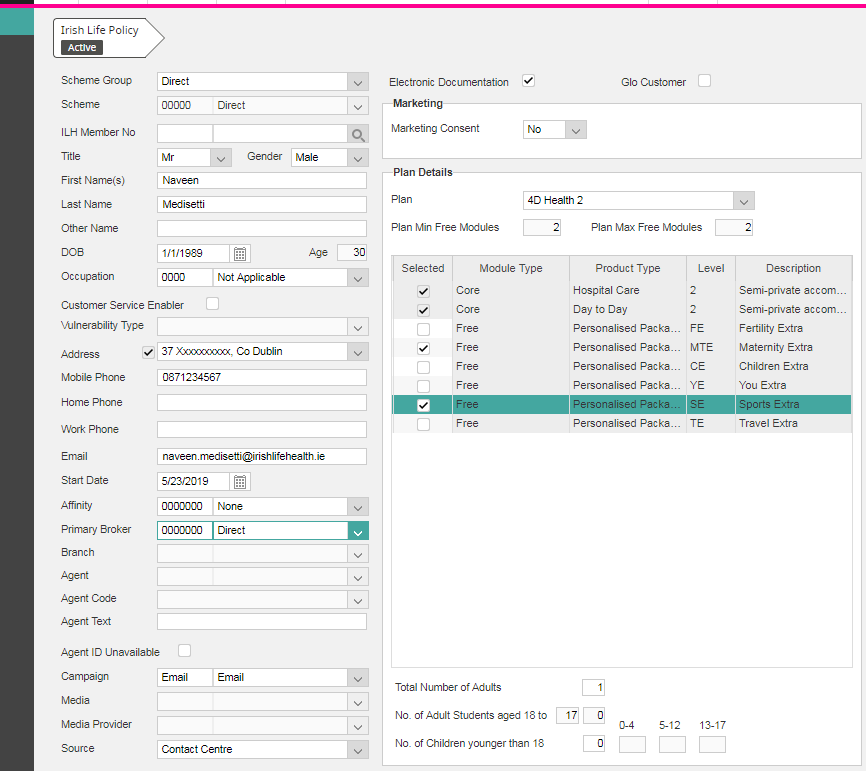 Irish Life Policy
Active
Scheme Group Direct
Scheme 00000 Direct
ILH Member No
Title Mr Gender Male
First Name(s) Naveen
Last Name Medisetti
Other Name
DOB 1/1/1989 Age 30
Occupation 0000 Not Applicable
Customer Service Enabler
Vulnerability Type
Address 37 Xxxxxxxxxx, Co Dublin
Mobile Phone 0871234567
Home Phone
Work Phone
Email naveen.medisetti@irishlifehealth.ie
Start Date 5/23/2019
Affinity 0000000 None
Primary Broker 0000000 Direct
Branch
Agent
Agent Code
Agent Text
Agent ID Unavailable
Campaign Email Email
Media
Media Provider
Source Contact Centre
Electronic Documentation Glo Customer
Marketing
Marketing Consent No
Plan Details
Plan 4D Health 2
Plan Min Free Modules 2 Plan Max Free Modules 2
Selected Module Type Product Type Level Description
Core Hospital Care 2 Semi-private accom...
Core Day to Day 2 Semi-private accom...
Free Personalised Packa... FE Fertility Extra
Free Personalised Packa... MTE Maternity Extra
Free Personalised Packa... CE Children Extra
Free Personalised Packa... YE You Extra
Free Personalised Packa... SE Sports Extra
Free Personalised Packa... TE Travel Extra
Total Number of Adults 1
No. of Adult Students aged 18 to 17 0
0-4 5-12 13-17
No. of Children younger than 18 0